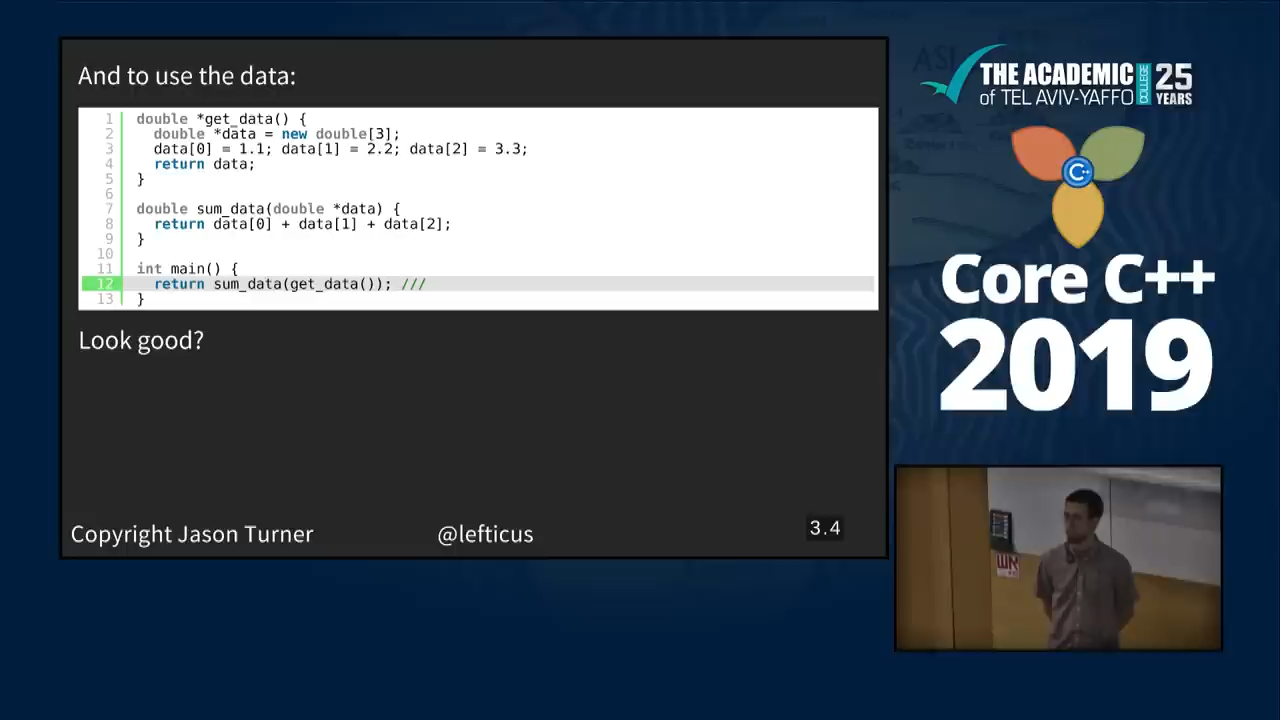 And to use the data:
1 double *get_data() {
2 double *data = new double[3];
3 data[0] = 1.1; data[1] = 2.2; data[2] = 3.3;
4 return data;
5 }
6
7 double sum_data(double *data) {
8 return data[0] + data[1] + data[2];
9 }
10
11 int main() {
12 return sum_data(get_data()); ///
13 }
Look good?
Copyright Jason Turner @lefticus 3.4
THE ACADEMIC COLLEGE 25
of TEL AVIV-YAFFO YEARS
C++
Core C++
2019